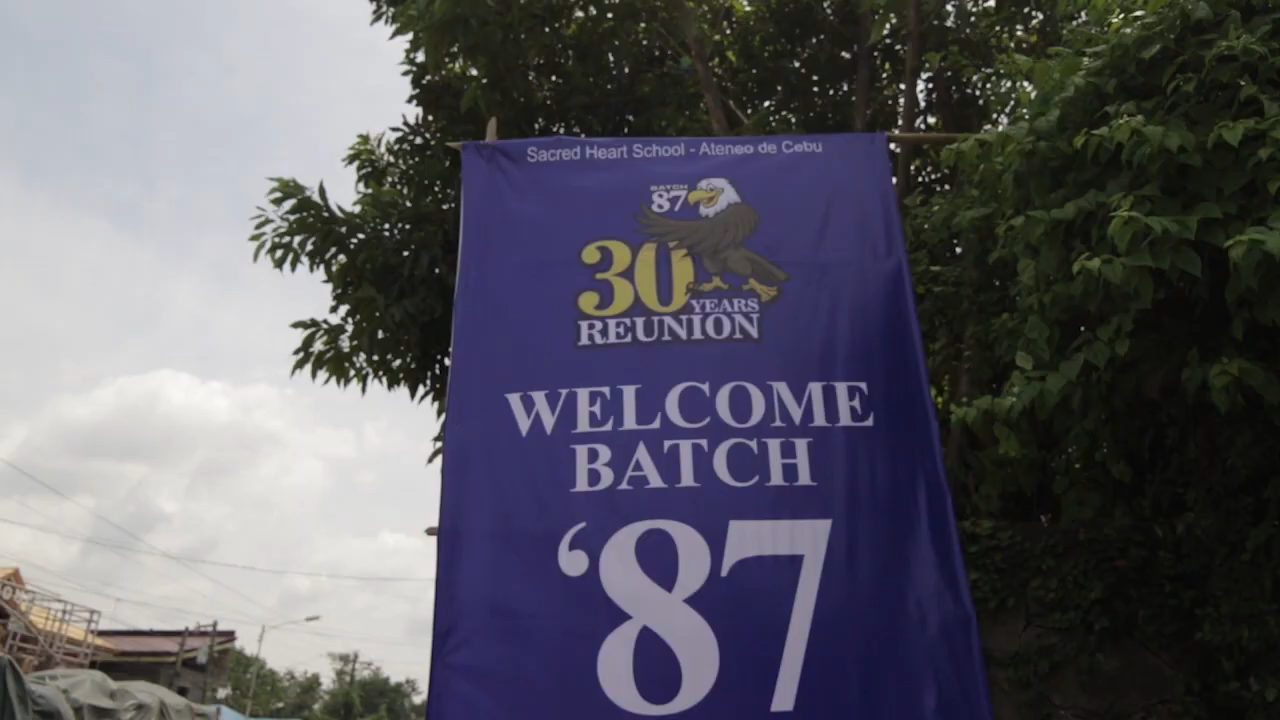 Sacred Heart School - Ateneo de Cebu
BATCH
87
30
YEARS
REUNION
WELCOME
BATCH
‘87